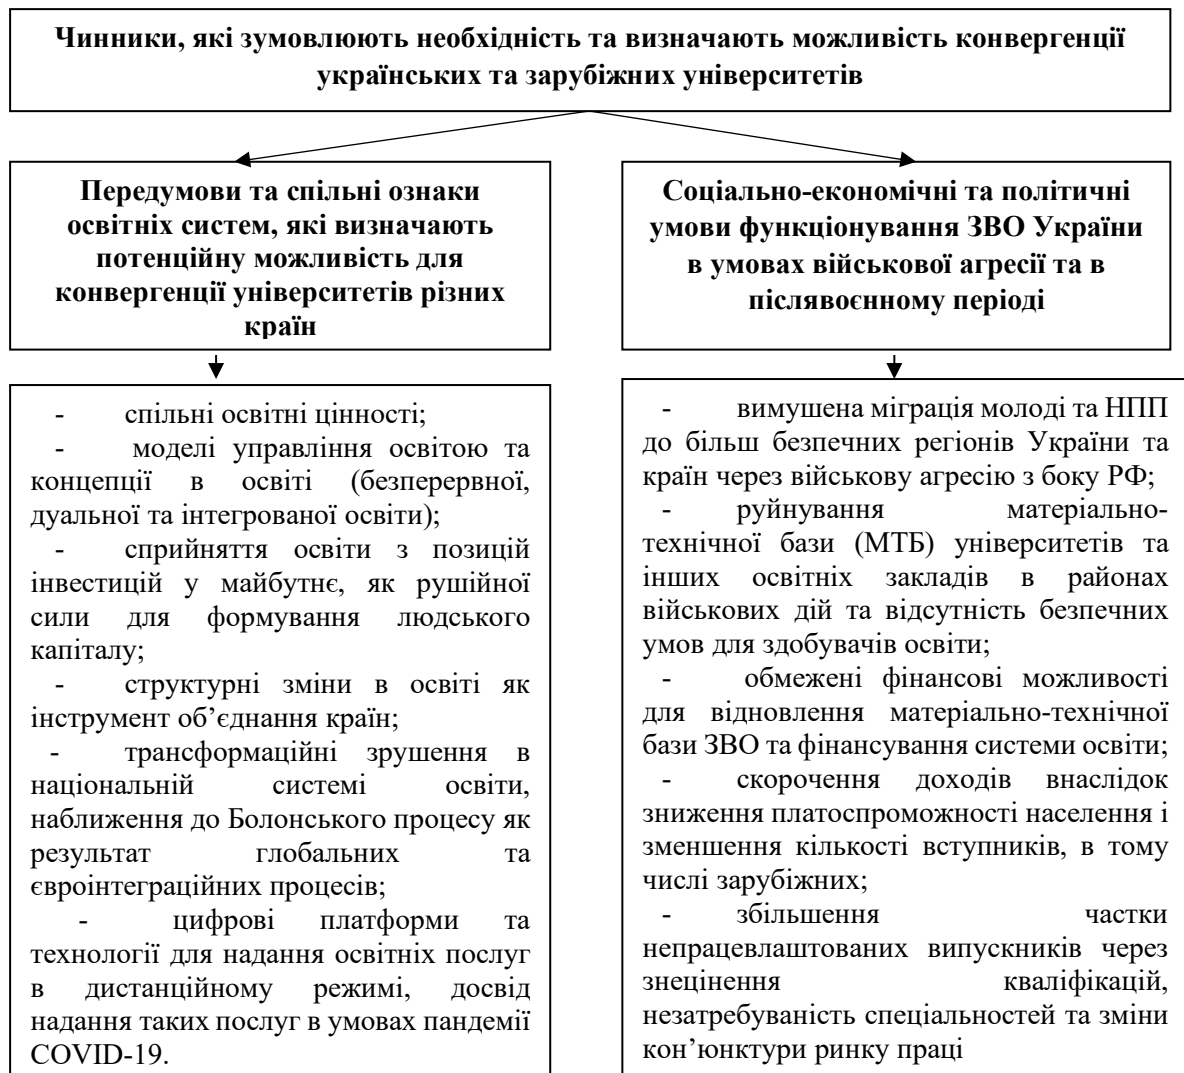 Чинники, які зумовлюють необхідність та визначають можливість конвергенції
українських та зарубіжних університетів
Передумови та спільні ознаки
освітніх систем, які визначають
потенційну можливість для
конвергенції університетів різних
країн
- спільні освітні цінності;
- моделі управління освітою та
концепції в освіті (безперервної,
дуальної та інтегрованої освіти);
- сприйняття освіти з позицій
інвестицій у майбутнє, як рушійної
сили для формування людського
капіталу;
- структурні зміни в освіті як
інструмент об’єднання країн;
- трансформаційні зрушення в
національній системі освіти,
наближення до Болонського процесу як
результат глобальних та
євроінтеграційних процесів;
- цифрові платформи та
технології для надання освітніх послуг
в дистанційному режимі, досвід
надання таких послуг в умовах пандемії
COVID-19.
Соціально-економічні та політичні
умови функціонування ЗВО України
в умовах військової агресії та в
післявоєнному періоді
- вимушена міграція молоді та НПП
до більш безпечних регіонів України та
країн через військову агресію з боку РФ;
- руйнування матеріально-
технічної бази (МТБ) університетів та
інших освітніх закладів в районах
військових дій та відсутність безпечних
умов для здобувачів освіти;
- обмежені фінансові можливості
для відновлення матеріально-технічної
бази ЗВО та фінансування системи освіти;
- скорочення доходів внаслідок
зниження платоспроможності населення і
зменшення кількості вступників, в тому
числі зарубіжних;
- збільшення частки
непрацевлаштованих випускників через
знецінення кваліфікацій,
незатребуваність спеціальностей та зміни
кон’юнктури ринку праці